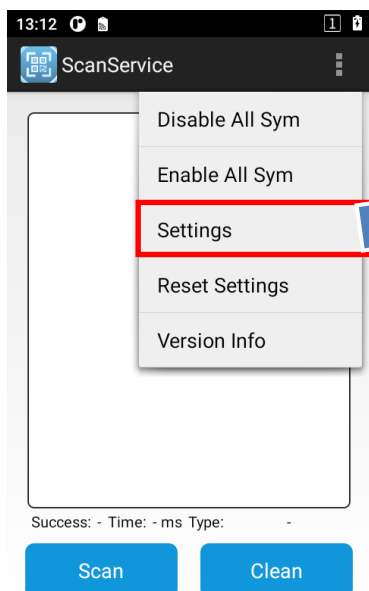 13:12 1
ScanService
Disable All Sym
Enable All Sym
Settings
Reset Settings
Version Info
Success: - Time: - ms Type: -
Scan Clean